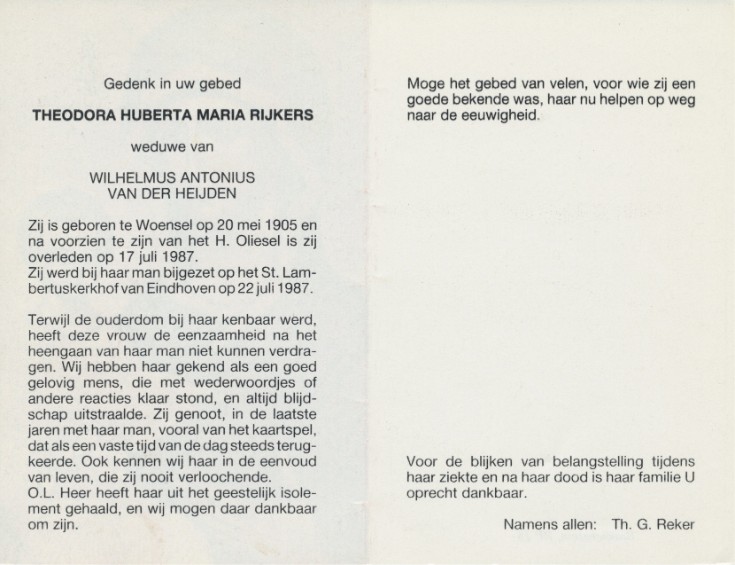 Gedenk in uw gebed
THEODORA HUBERTA MARIA RIJKERS
weduwe van
WILHELMUS ANTONIUS
VAN DER HEIJDEN
Zij is geboren te Woensel op 20 mei 1905 en
na voorzien te zijn van het H. Oliesel is zij
overleden op 17 juli 1987.
Zij werd bij haar man bijgezet op het St. Lam-
bertuskerkhof van Eindhoven op 22 juli 1987.
Terwijl de ouderdom bij haar kenbaar werd,
heeft deze vrouw de eenzaamheid na het
heengaan van haar man niet kunnen verdra-
gen. Wij hebben haar gekend als een goed
gelovig mens, die met wederwoordjes of
andere reacties klaar stond, en altijd blijd-
schap uitstraalde. Zij genoot, in de laatste
jaren met haar man, vooral van het kaartspel,
dat als een vaste tijd van de dag steeds terug-
keerde. Ook kennen wij haar in de eenvoud
van leven, die zij nooit verloochende.
O.L. Heer heeft haar uit het geestelijk isole-
ment gehaald, en wij mogen daar dankbaar
om zijn.
Moge het gebed van velen, voor wie zij een
goede bekende was, haar nu helpen op weg
naar de eeuwigheid.
Voor de blijken van belangstelling tijdens
haar ziekte en na haar dood is haar familie U
oprecht dankbaar.
Namens allen: Th. G. Reker